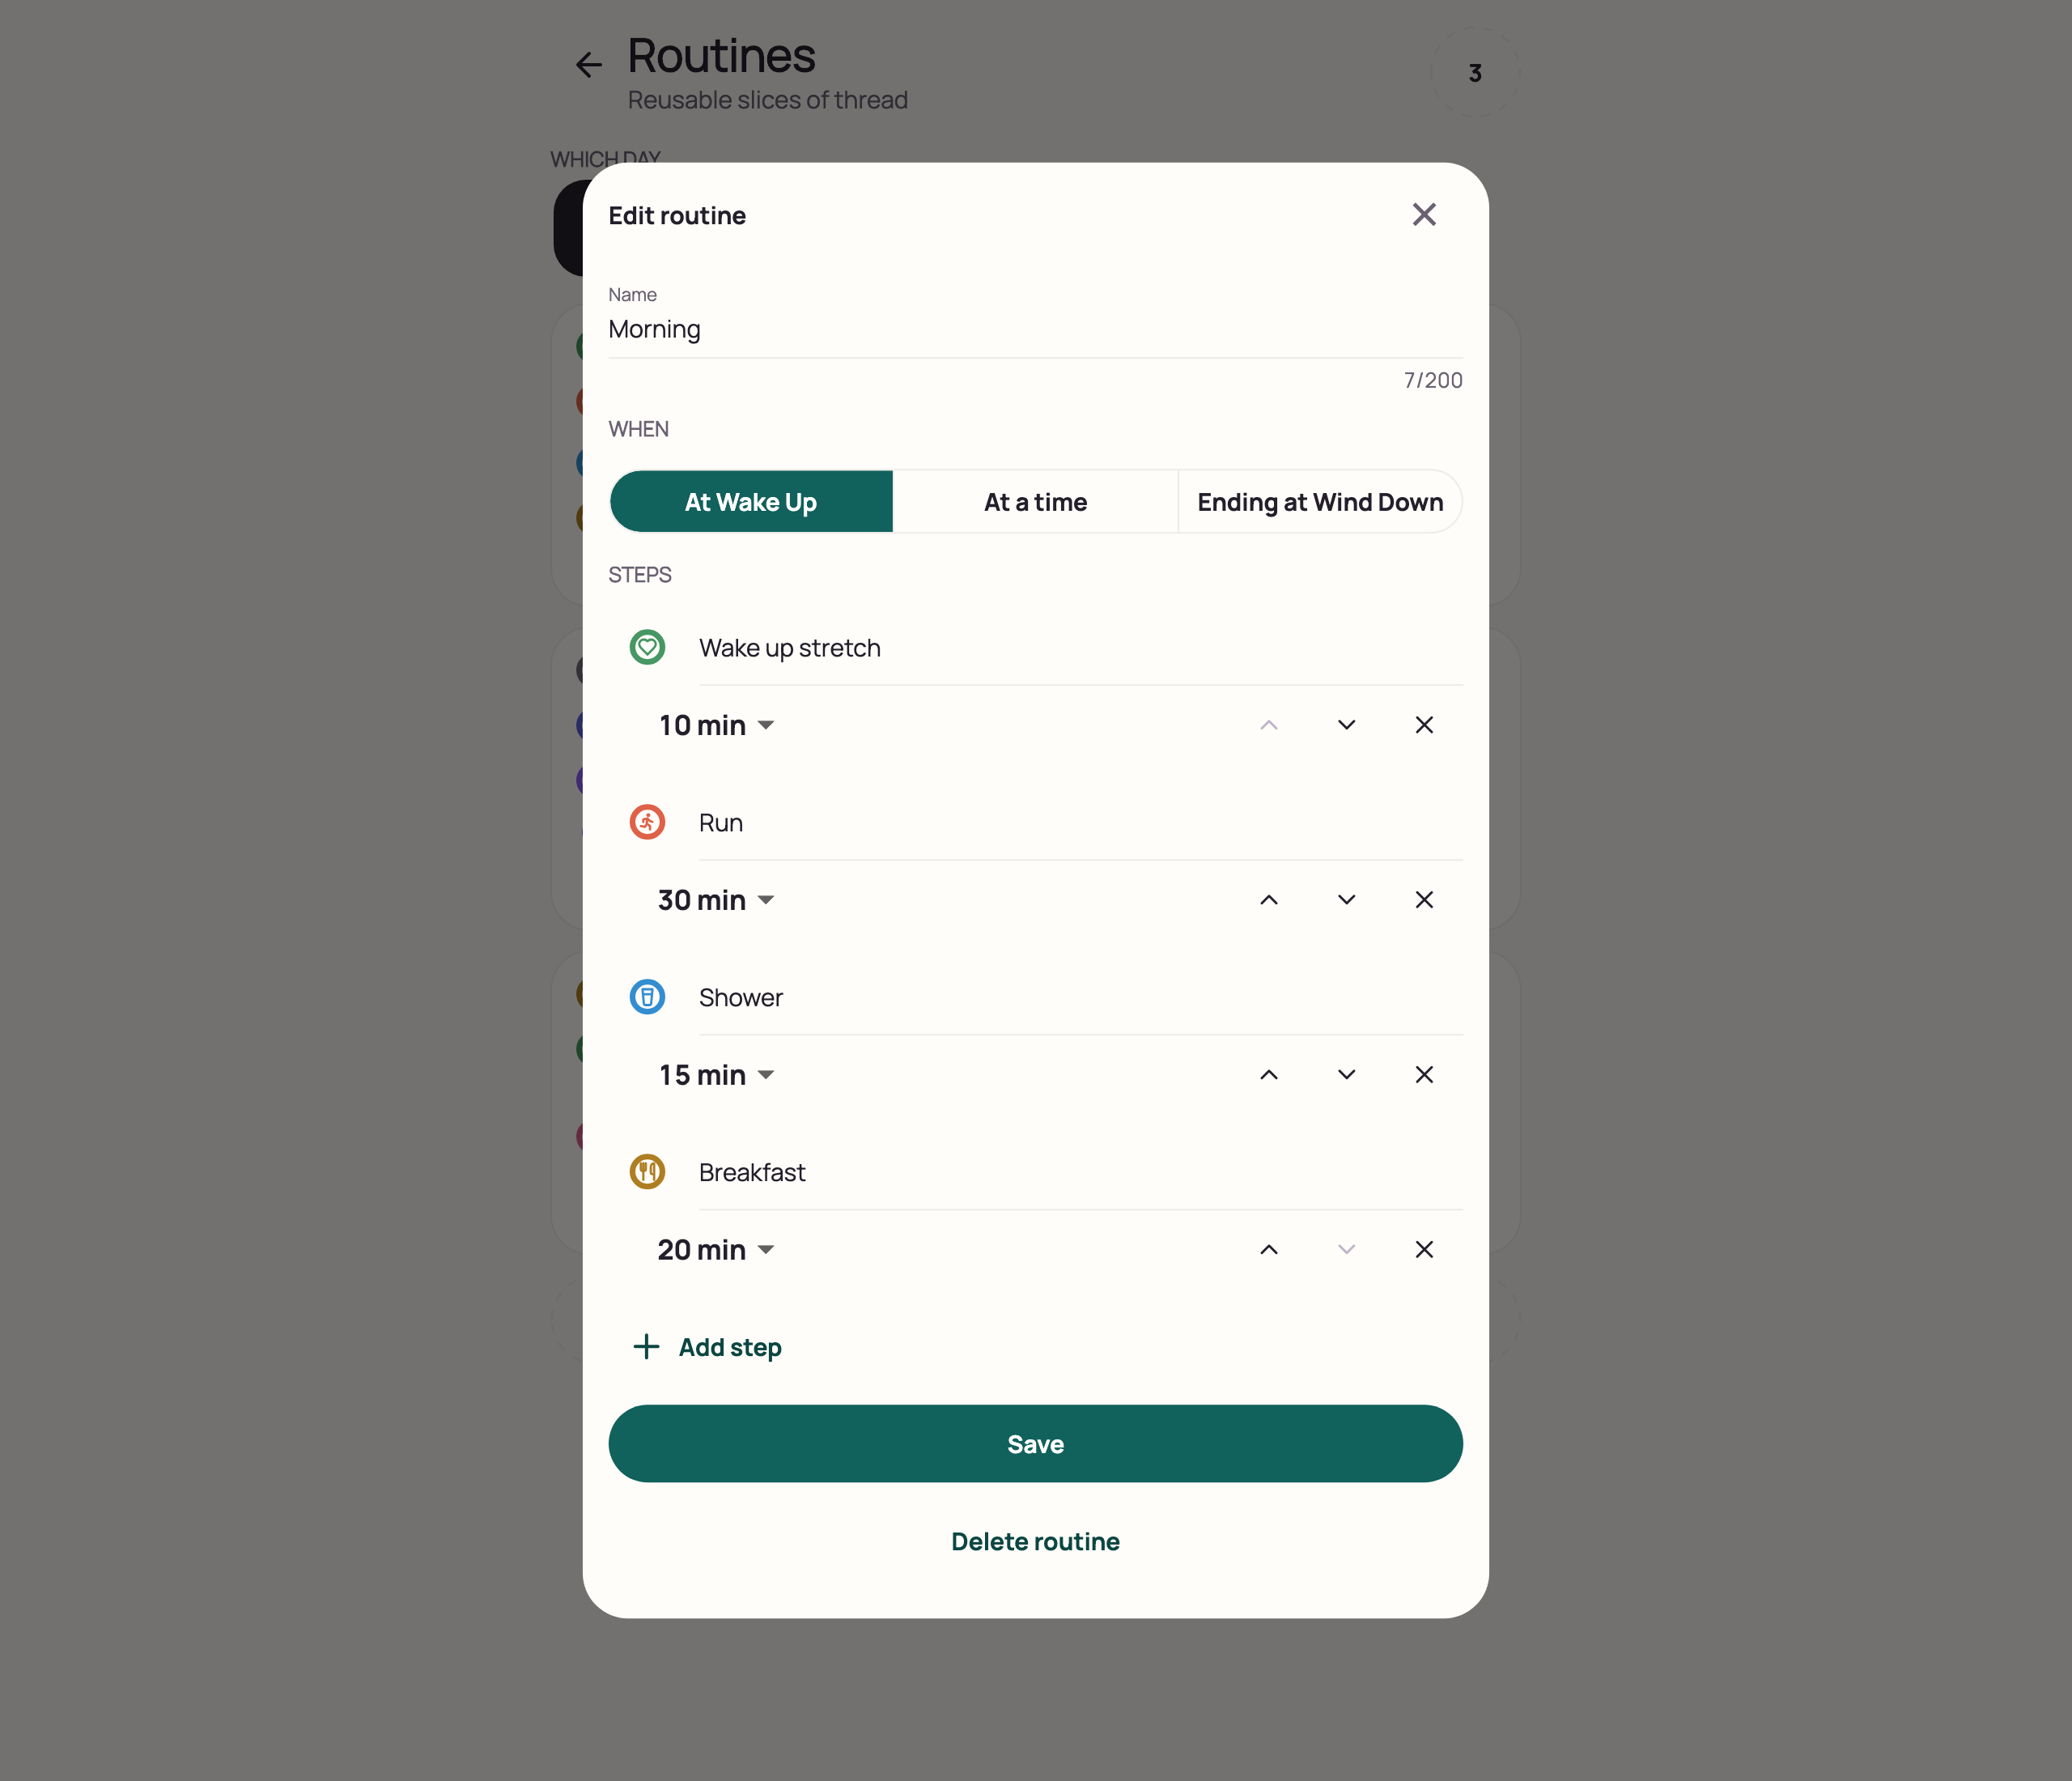 Routines
Reusable slices of thread
3
WHICH DAY
Edit routine
Name
Morning
7/200
WHEN
At Wake Up
At a time
Ending at Wind Down
STEPS
Wake up stretch
10 min
Run
30 min
Shower
15 min
Breakfast
20 min
Add step
Save
Delete routine